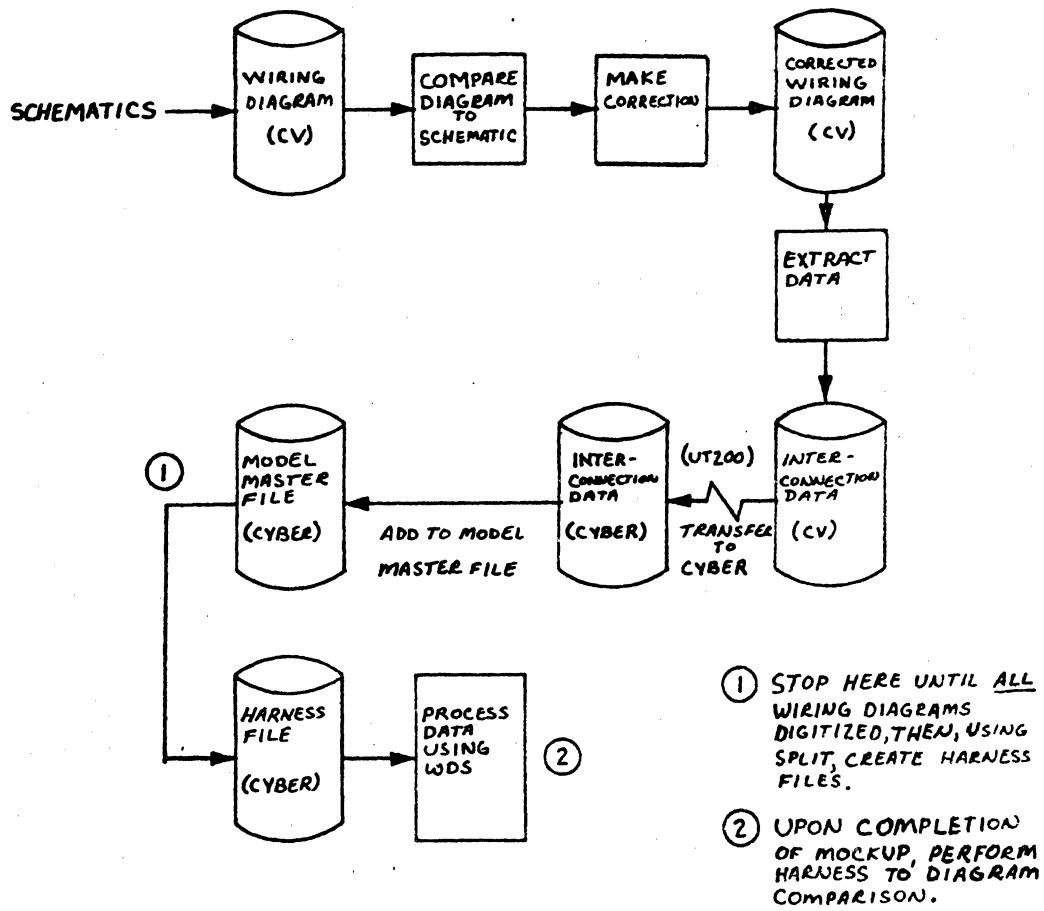 SCHEMATICS
WIRING
DIAGRAM
(CV)
COMPARE
DIAGRAM
TO
SCHEMATIC
MAKE
CORRECTION
CORRECTED
WIRING
DIAGRAM
(CV)
EXTRACT
DATA
INTER-
CONNECTION
DATA
(CV)
(UT200)
TRANSFER
TO
CYBER
INTER-
CONNECTION
DATA
(CYBER)
ADD TO MODEL
MASTER FILE
MODEL
MASTER
FILE
(CYBER)
1
HARNESS
FILE
(CYBER)
PROCESS
DATA
USING
WDS
2
1 STOP HERE UNTIL ALL
WIRING DIAGRAMS
DIGITIZED, THEN, USING
SPLIT, CREATE HARNESS
FILES.
2 UPON COMPLETION
OF MOCKUP, PERFORM
HARNESS TO DIAGRAM
COMPARISON.